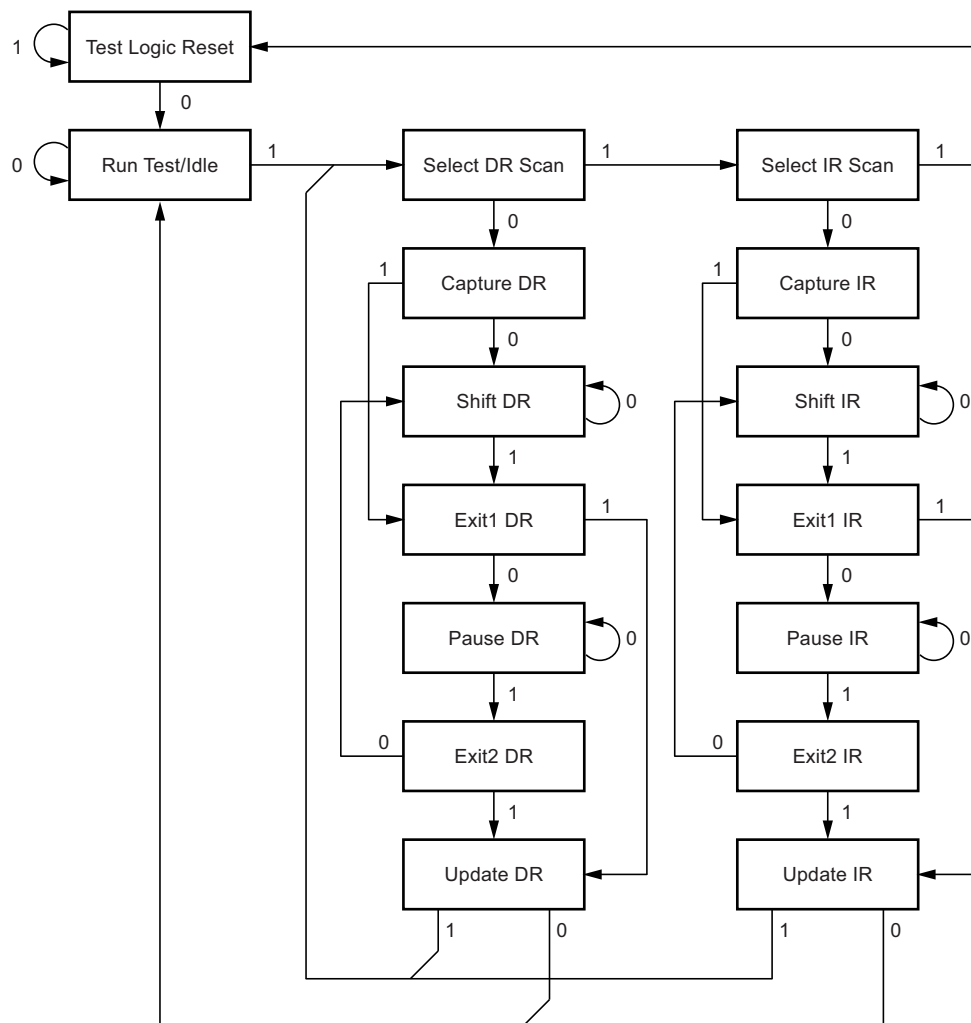 1
Test Logic Reset
0
0
Run Test/Idle
1
Select DR Scan
1
Select IR Scan
1
0
0
1
Capture DR
1
Capture IR
0
0
Shift DR
0
Shift IR
0
1
1
Exit1 DR
1
Exit1 IR
1
0
0
Pause DR
0
Pause IR
0
1
1
0
Exit2 DR
0
Exit2 IR
1
1
Update DR
Update IR
1
0
1
0